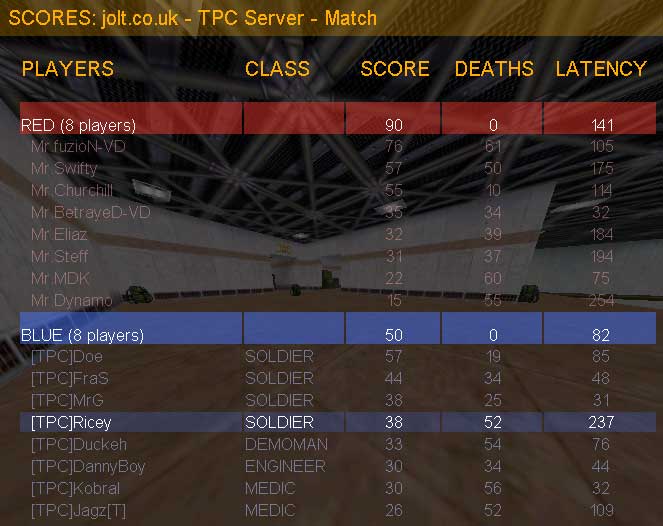 SCORES: jolt.co.uk - TPC Server - Match
PLAYERS CLASS SCORE DEATHS LATENCY
RED (8 players) 90 0 141
Mr.fuzioN-VD 76 61 105
Mr.Swifty 57 50 175
Mr.Churchill 55 10 114
Mr.BetrayeD-VD 35 34 32
Mr.Eliaz 32 39 184
Mr.Steff 31 37 194
Mr.MDK 22 60 75
Mr.Dynamo 15 55 254
BLUE (8 players) 50 0 82
[TPC]Doe SOLDIER 57 19 85
[TPC]FraS SOLDIER 44 34 48
[TPC]MrG SOLDIER 38 25 31
[TPC]Ricey SOLDIER 38 52 237
[TPC]Duckeh DEMOMAN 33 54 76
[TPC]DannyBoy ENGINEER 30 34 44
[TPC]Kobral MEDIC 30 56 32
[TPC]Jagz[T] MEDIC 26 52 109